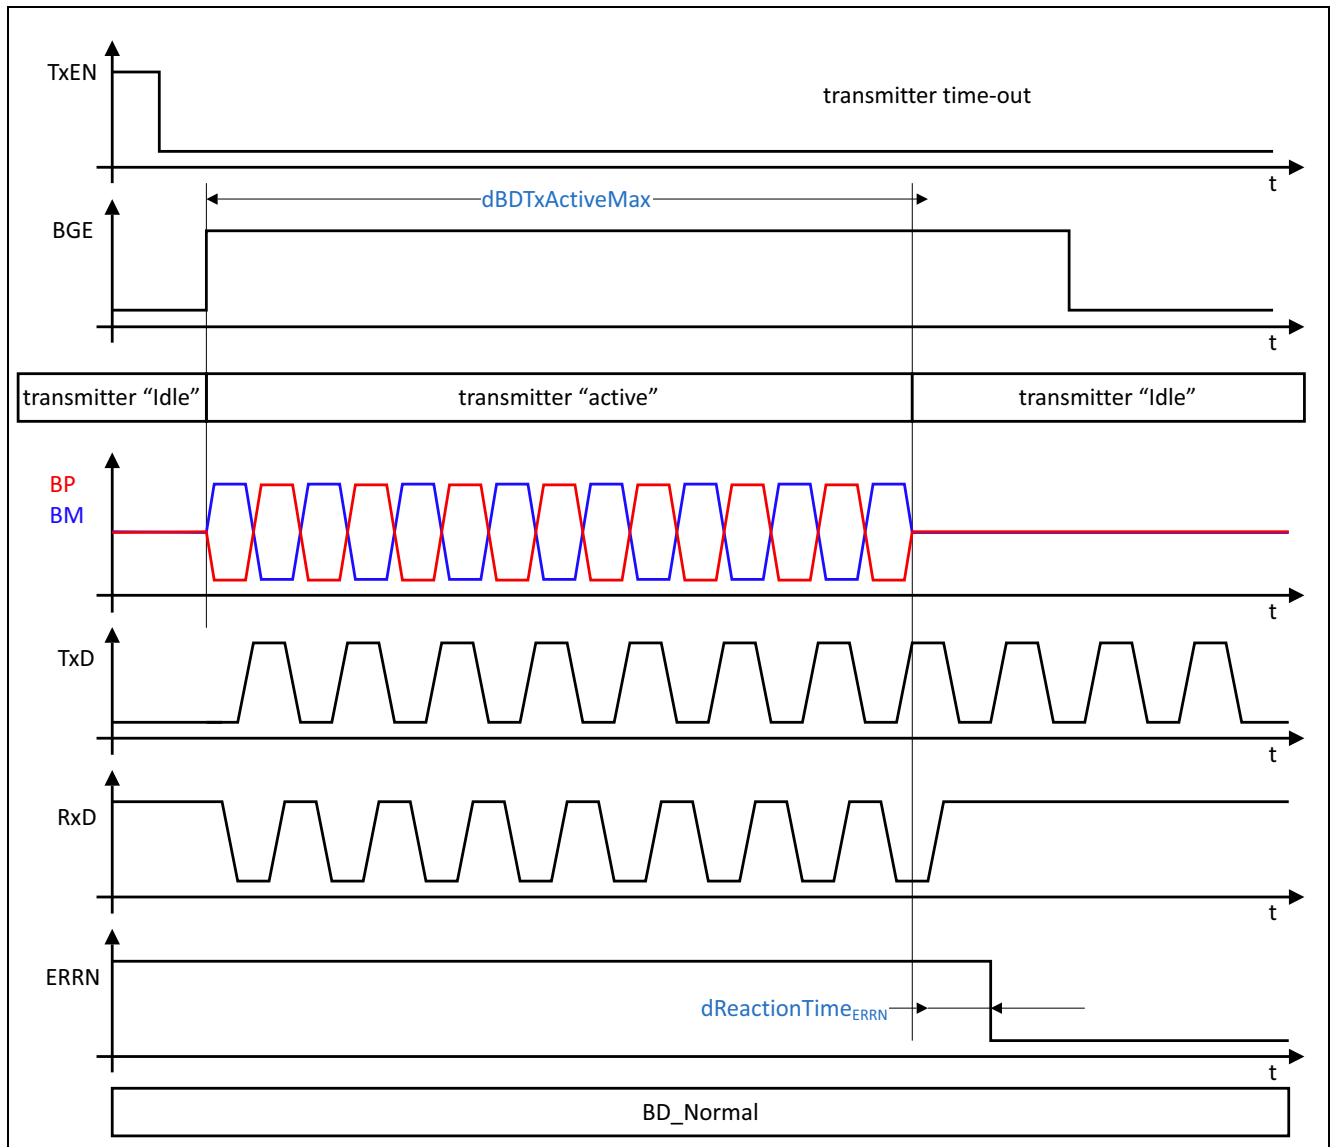 TxEN
transmitter time-out
t
dBDTxActiveMax
BGE
t
transmitter “Idle”
transmitter “active”
transmitter “Idle”
BP
BM
t
TxD
t
RxD
t
ERRN
dReactionTimeERRN
t
BD_Normal